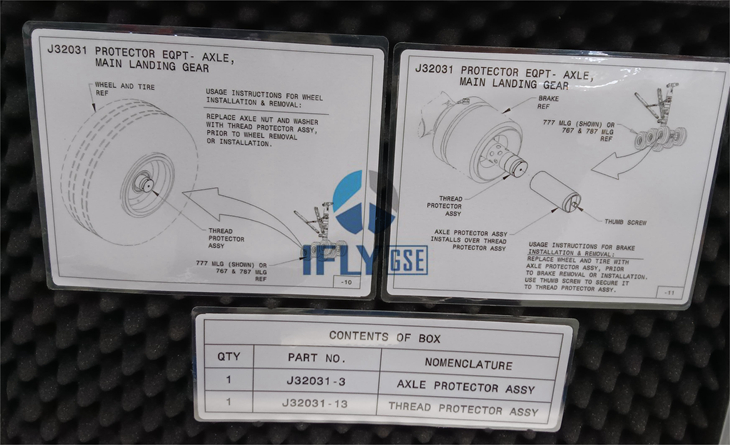 J32031 PROTECTOR EQPT- AXLE,
MAIN LANDING GEAR
WHEEL AND TIRE
REF
USAGE INSTRUCTIONS FOR WHEEL
INSTALLATION & REMOVAL:
REPLACE AXLE NUT AND WASHER
WITH THREAD PROTECTOR ASSY,
PRIOR TO WHEEL REMOVAL
OR INSTALLATION.
THREAD
PROTECTOR
ASSY
777 MLG (SHOWN) OR
767 & 787 MLG
REF
-10
J32031 PROTECTOR EQPT- AXLE,
MAIN LANDING GEAR
BRAKE
REF
777 MLG (SHOWN) OR
767 & 787 MLG
REF
THREAD
PROTECTOR
ASSY
THUMB SCREW
AXLE PROTECTOR ASSY
INSTALLS OVER THREAD
PROTECTOR ASSY
USAGE INSTRUCTIONS FOR BRAKE
INSTALLATION & REMOVAL:
REPLACE WHEEL AND TIRE WITH
AXLE PROTECTOR ASSY, PRIOR
TO BRAKE REMOVAL OR INSTALLATION.
USE THUMB SCREW TO SECURE IT
TO THREAD PROTECTOR ASSY.
-11
IFLY GSE
CONTENTS OF BOX
QTY PART NO. NOMENCLATURE
1 J32031-3 AXLE PROTECTOR ASSY
1 J32031-13 THREAD PROTECTOR ASSY